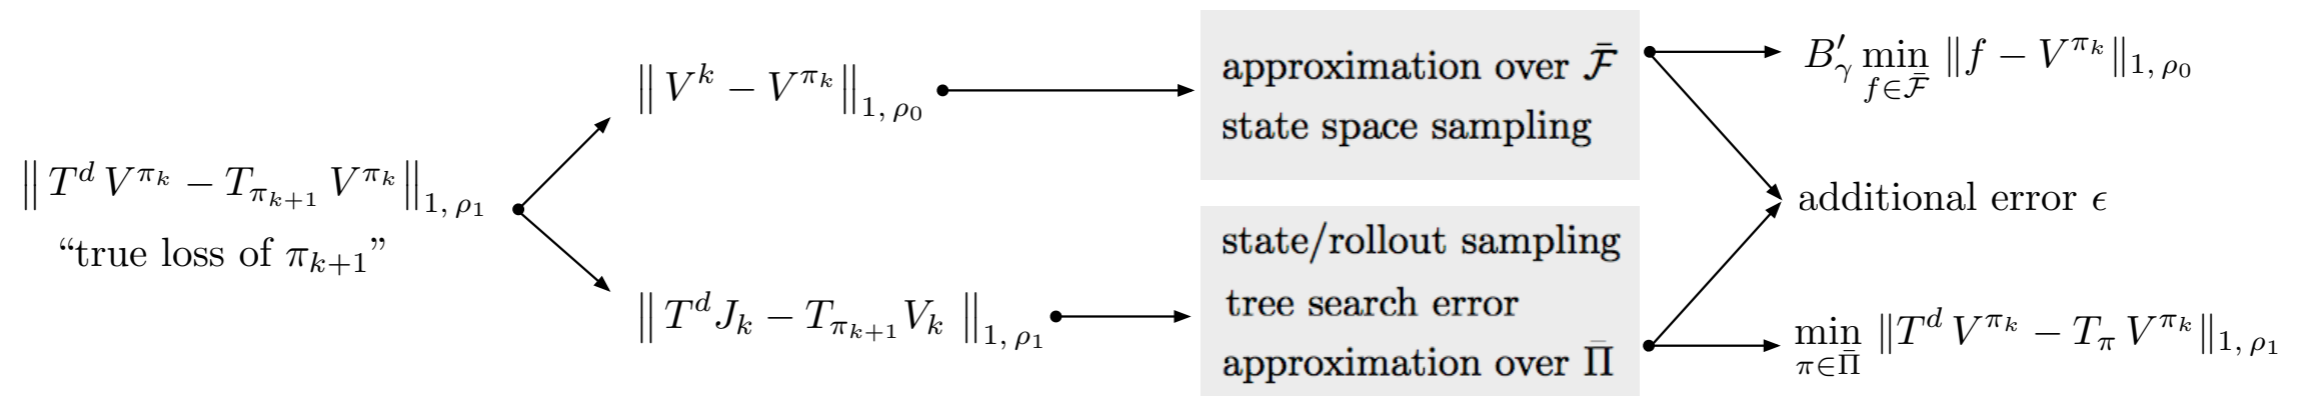 ‖ T^d V^{π_k} − T_{π_{k+1}} V^{π_k} ‖_{1, ρ_1}
“true loss of π_{k+1}”
‖ V^k − V^{π_k} ‖_{1, ρ_0}
‖ T^d J_k − T_{π_{k+1}} V_k ‖_{1, ρ_1}
approximation over \bar{ℱ}
state space sampling
state/rollout sampling
tree search error
approximation over \bar{Π}
B′_γ min_{f∈\bar{ℱ}} ‖f − V^{π_k}‖_{1, ρ_0}
additional error ϵ
min_{π∈\bar{Π}} ‖T^d V^{π_k} − T_π V^{π_k}‖_{1, ρ_1}